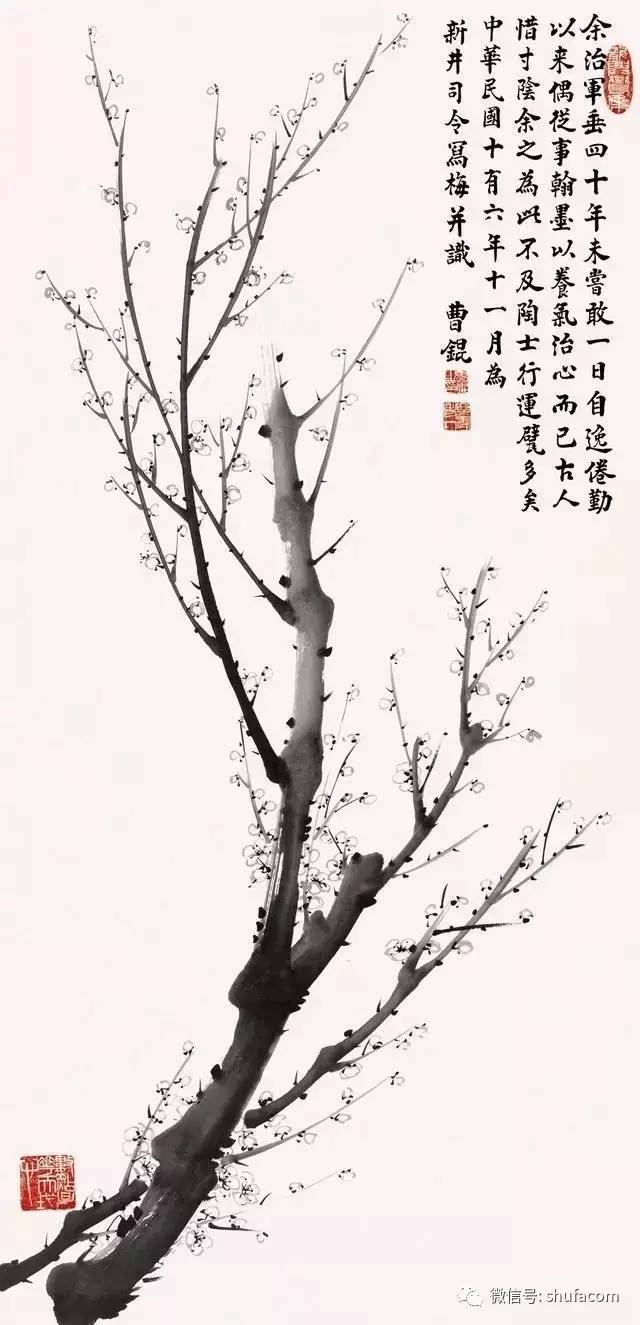 余治軍垂四十年未嘗敢一日自逸倦勤
以来偶從事翰墨以養氣治心而已古人
惜寸陰余之為此不及陶士行運甓多矣
中華民國十有六年十一月為
新井司令寫梅并識 曹錕
微信号: shufacom